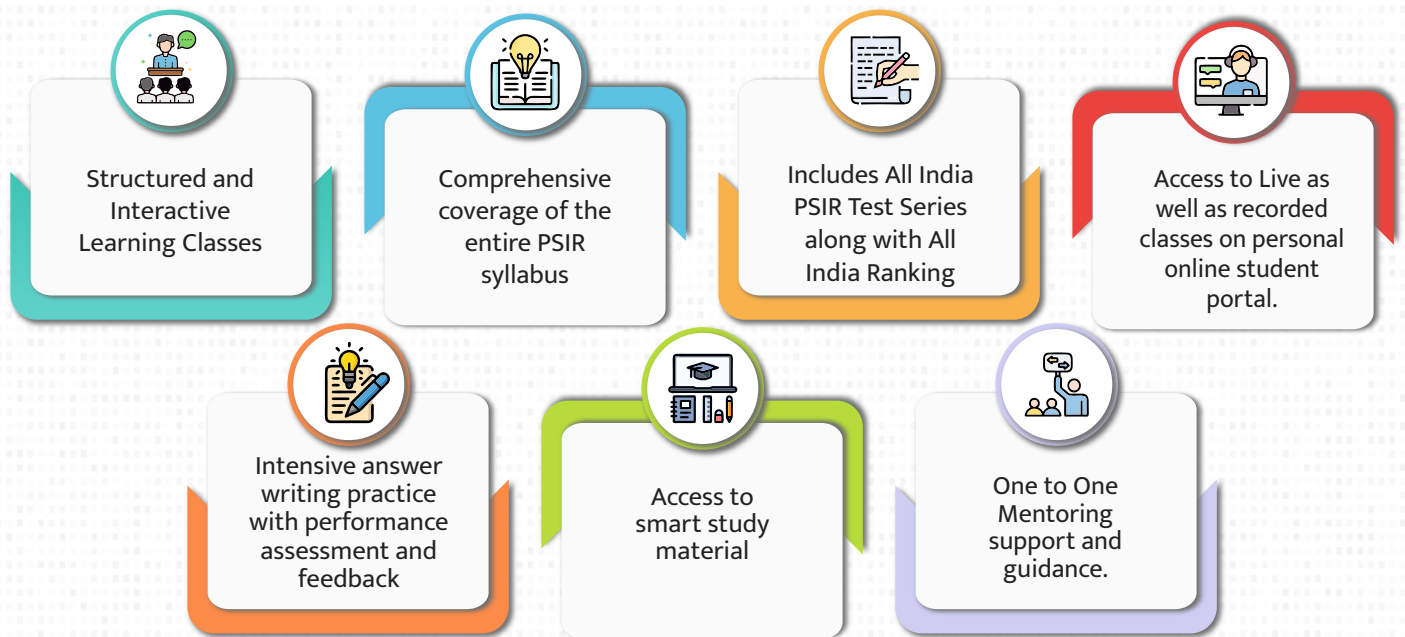 Structured and
Interactive
Learning Classes
Comprehensive
coverage of the
entire PSIR
syllabus
Includes All India
PSIR Test Series
along with All
India Ranking
Access to Live as
well as recorded
classes on personal
online student
portal.
Intensive answer
writing practice
with performance
assessment and
feedback
Access to
smart study
material
One to One
Mentoring
support and
guidance.